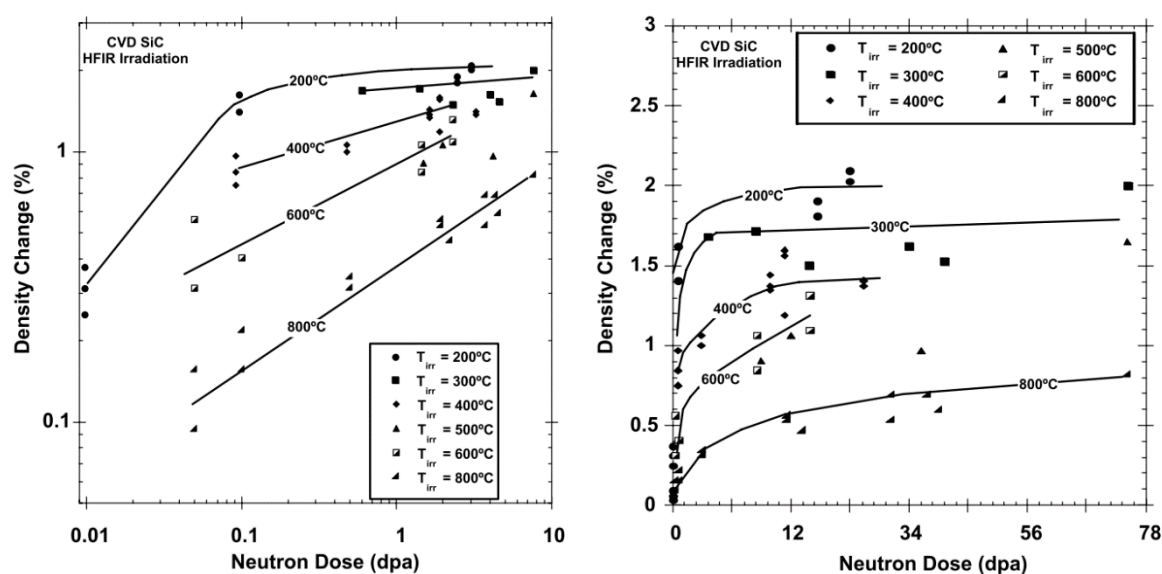 CVD SiC
HFIR Irradiation
200ºC
400ºC
600ºC
800ºC
T irr = 200ºC
T irr = 300ºC
T irr = 400ºC
T irr = 500ºC
T irr = 600ºC
T irr = 800ºC
1
0.1
0.01 0.1 1 10
Density Change (%)
Neutron Dose (dpa)
CVD SiC
HFIR Irradiation
T irr = 200ºC T irr = 500ºC
T irr = 300ºC T irr = 600ºC
T irr = 400ºC T irr = 800ºC
200ºC
300ºC
400ºC
600ºC
800ºC
3
2.5
2
1.5
1
0.5
0
0 12 34 56 78
Density Change (%)
Neutron Dose (dpa)